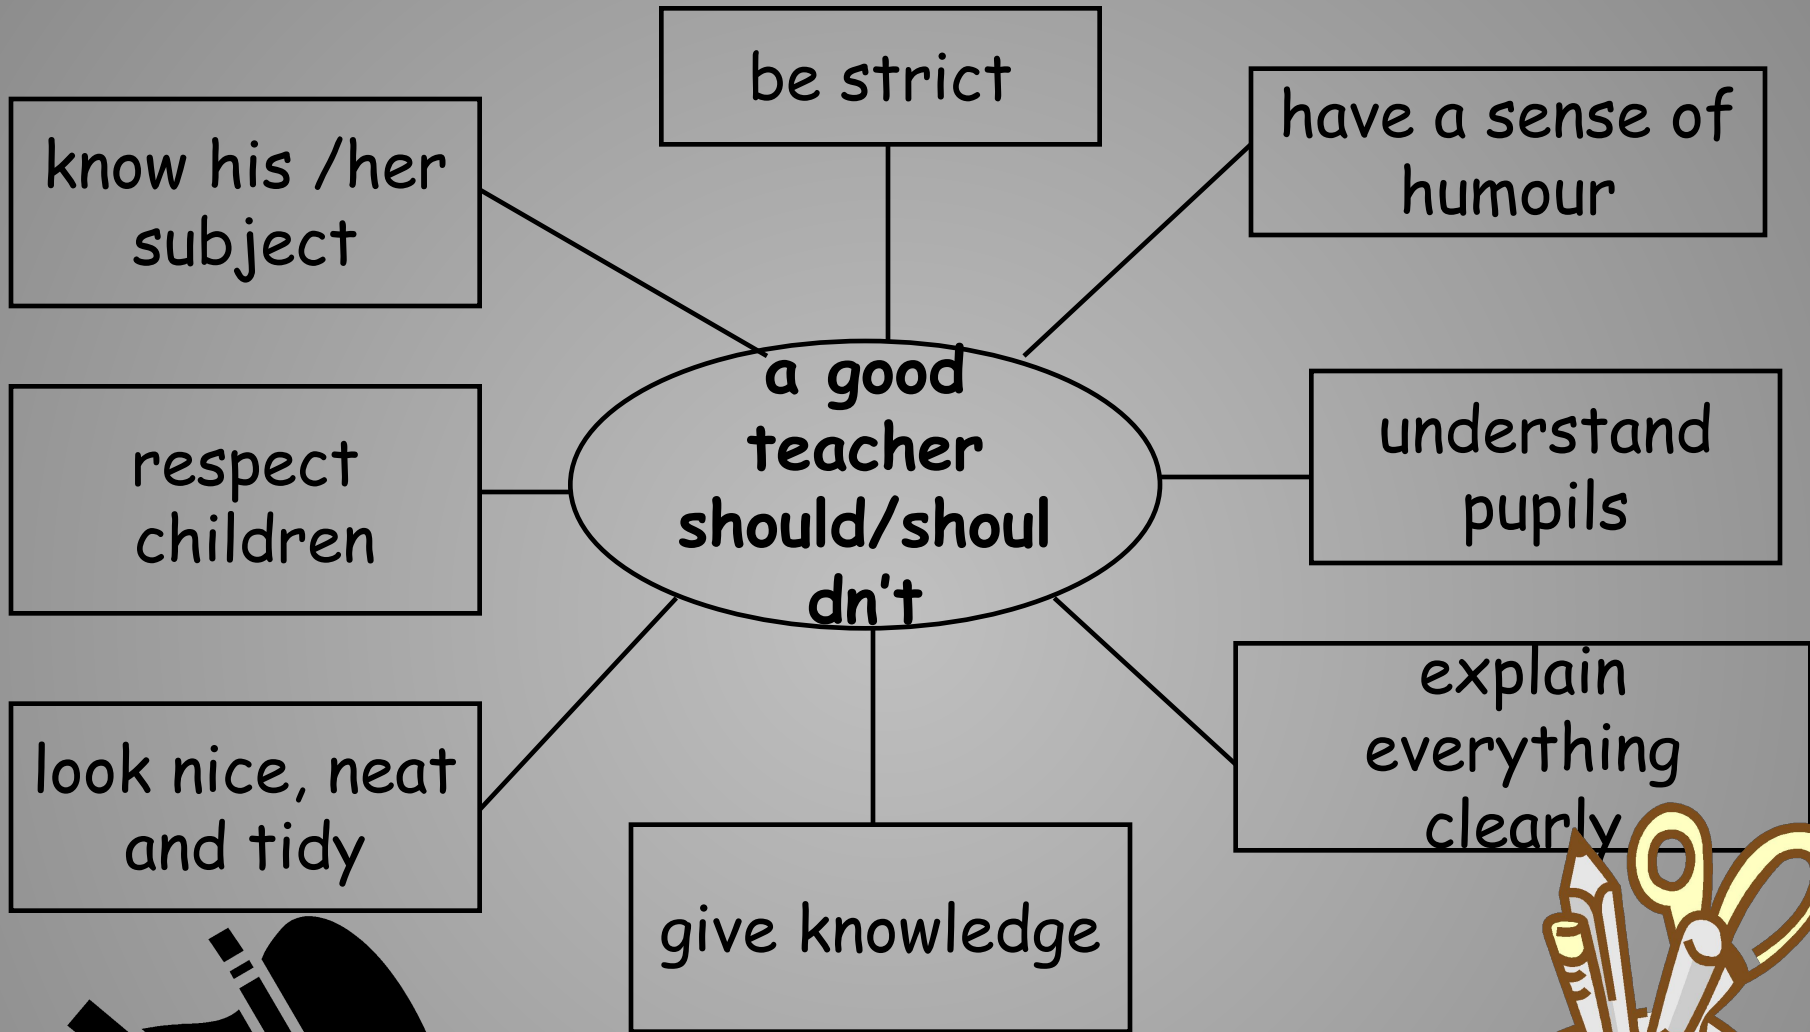 be strict
have a sense of
humour
know his /her
subject
a good
teacher
should/shoul
dn't
understand
pupils
respect
children
explain
everything
clearly
look nice, neat
and tidy
give knowledge